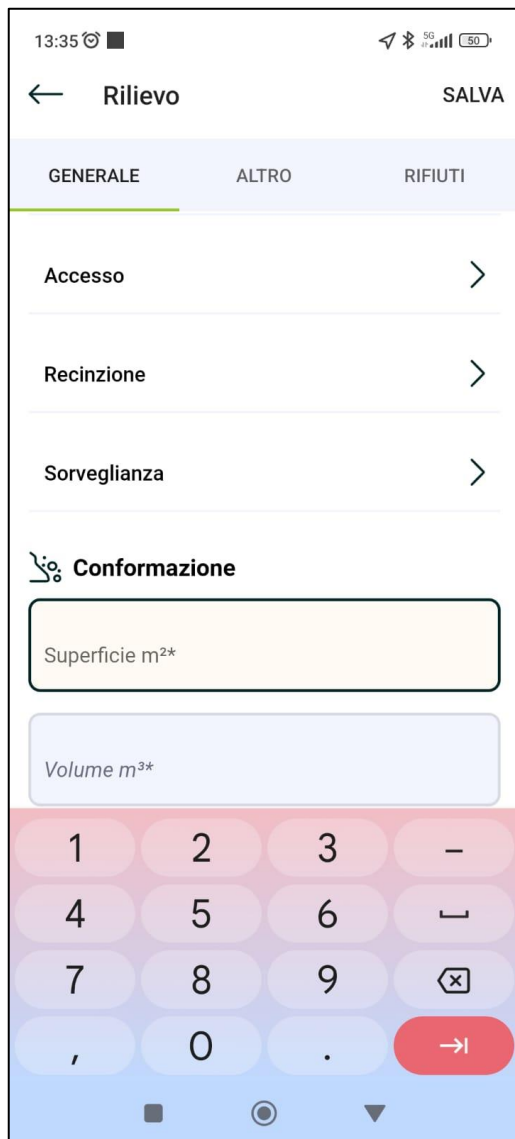 13:35 5G 50
Rilievo SALVA
GENERALE ALTRO RIFIUTI
Accesso
Recinzione
Sorveglianza
Conformazione
Superficie m²*
Volume m³*
1 2 3 -
4 5 6
7 8 9
, 0 .